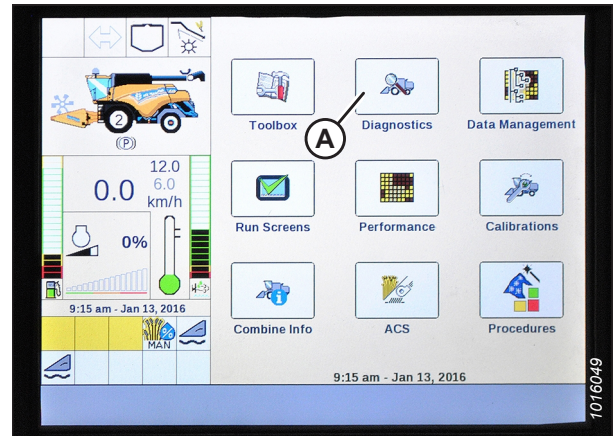 Toolbox
Diagnostics
Data Management
A
2
(P)
12.0
6.0
0.0
km/h
Run Screens
Performance
Calibrations
0%
9:15 am - Jan 13, 2016
MAN
Combine Info
ACS
Procedures
9:15 am - Jan 13, 2016
1016049